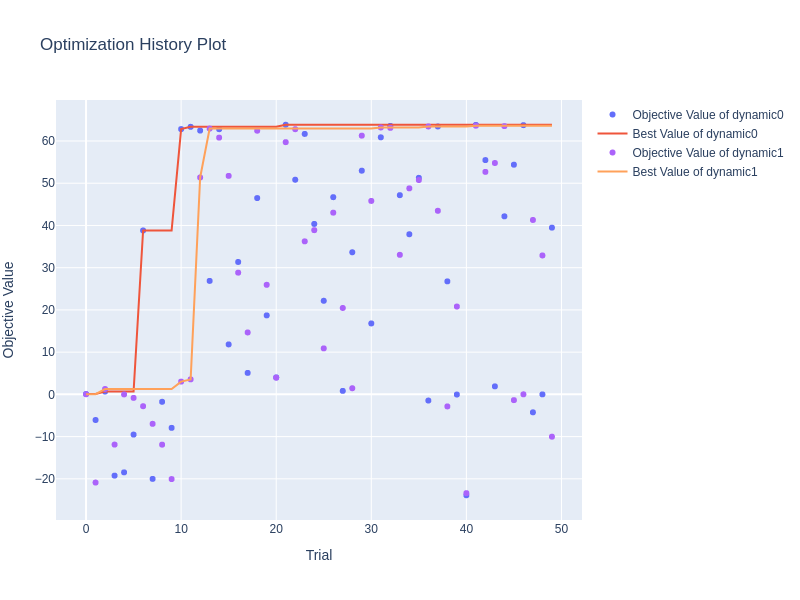 Optimization History Plot
Objective Value of dynamic0
Best Value of dynamic0
Objective Value of dynamic1
Best Value of dynamic1
60
50
40
30
20
10
0
−10
−20
Objective Value
0
10
20
30
40
50
Trial